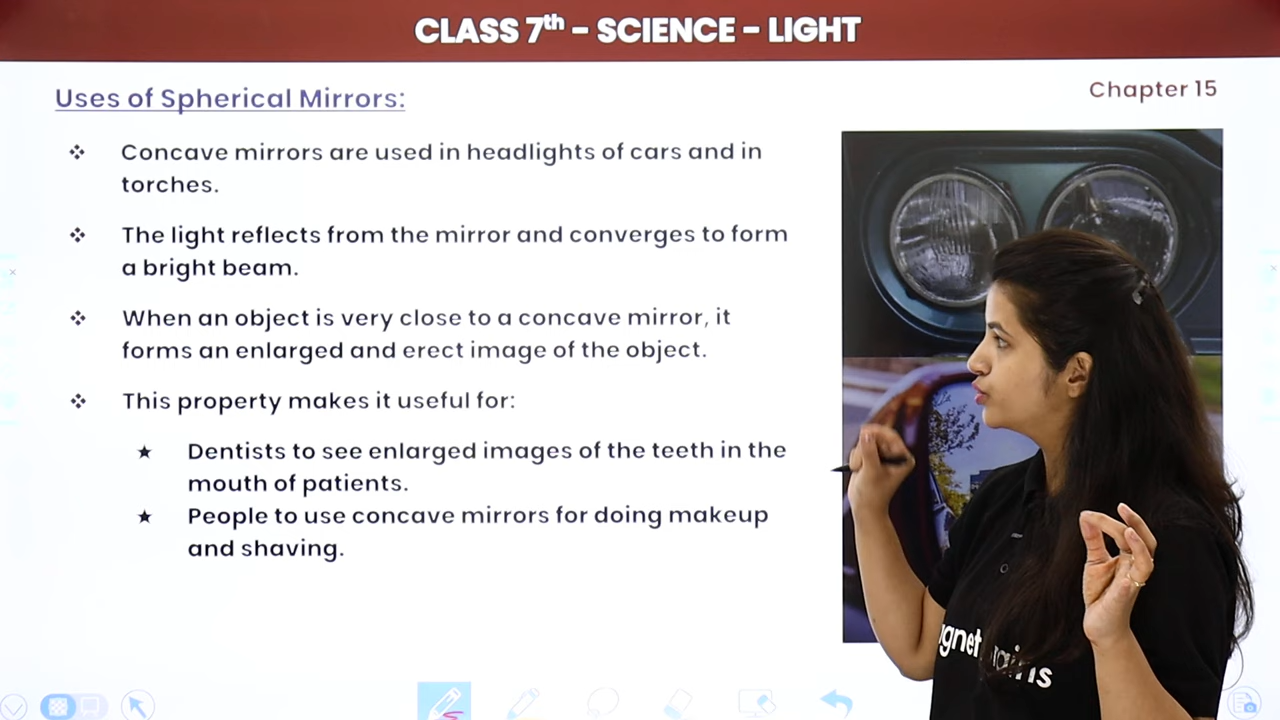 CLASS 7th - SCIENCE - LIGHT
Uses of Spherical Mirrors:
Chapter 15
Concave mirrors are used in headlights of cars and in
torches.
The light reflects from the mirror and converges to form
a bright beam.
When an object is very close to a concave mirror, it
forms an enlarged and erect image of the object.
This property makes it useful for:
Dentists to see enlarged images of the teeth in the
mouth of patients.
People to use concave mirrors for doing makeup
and shaving.